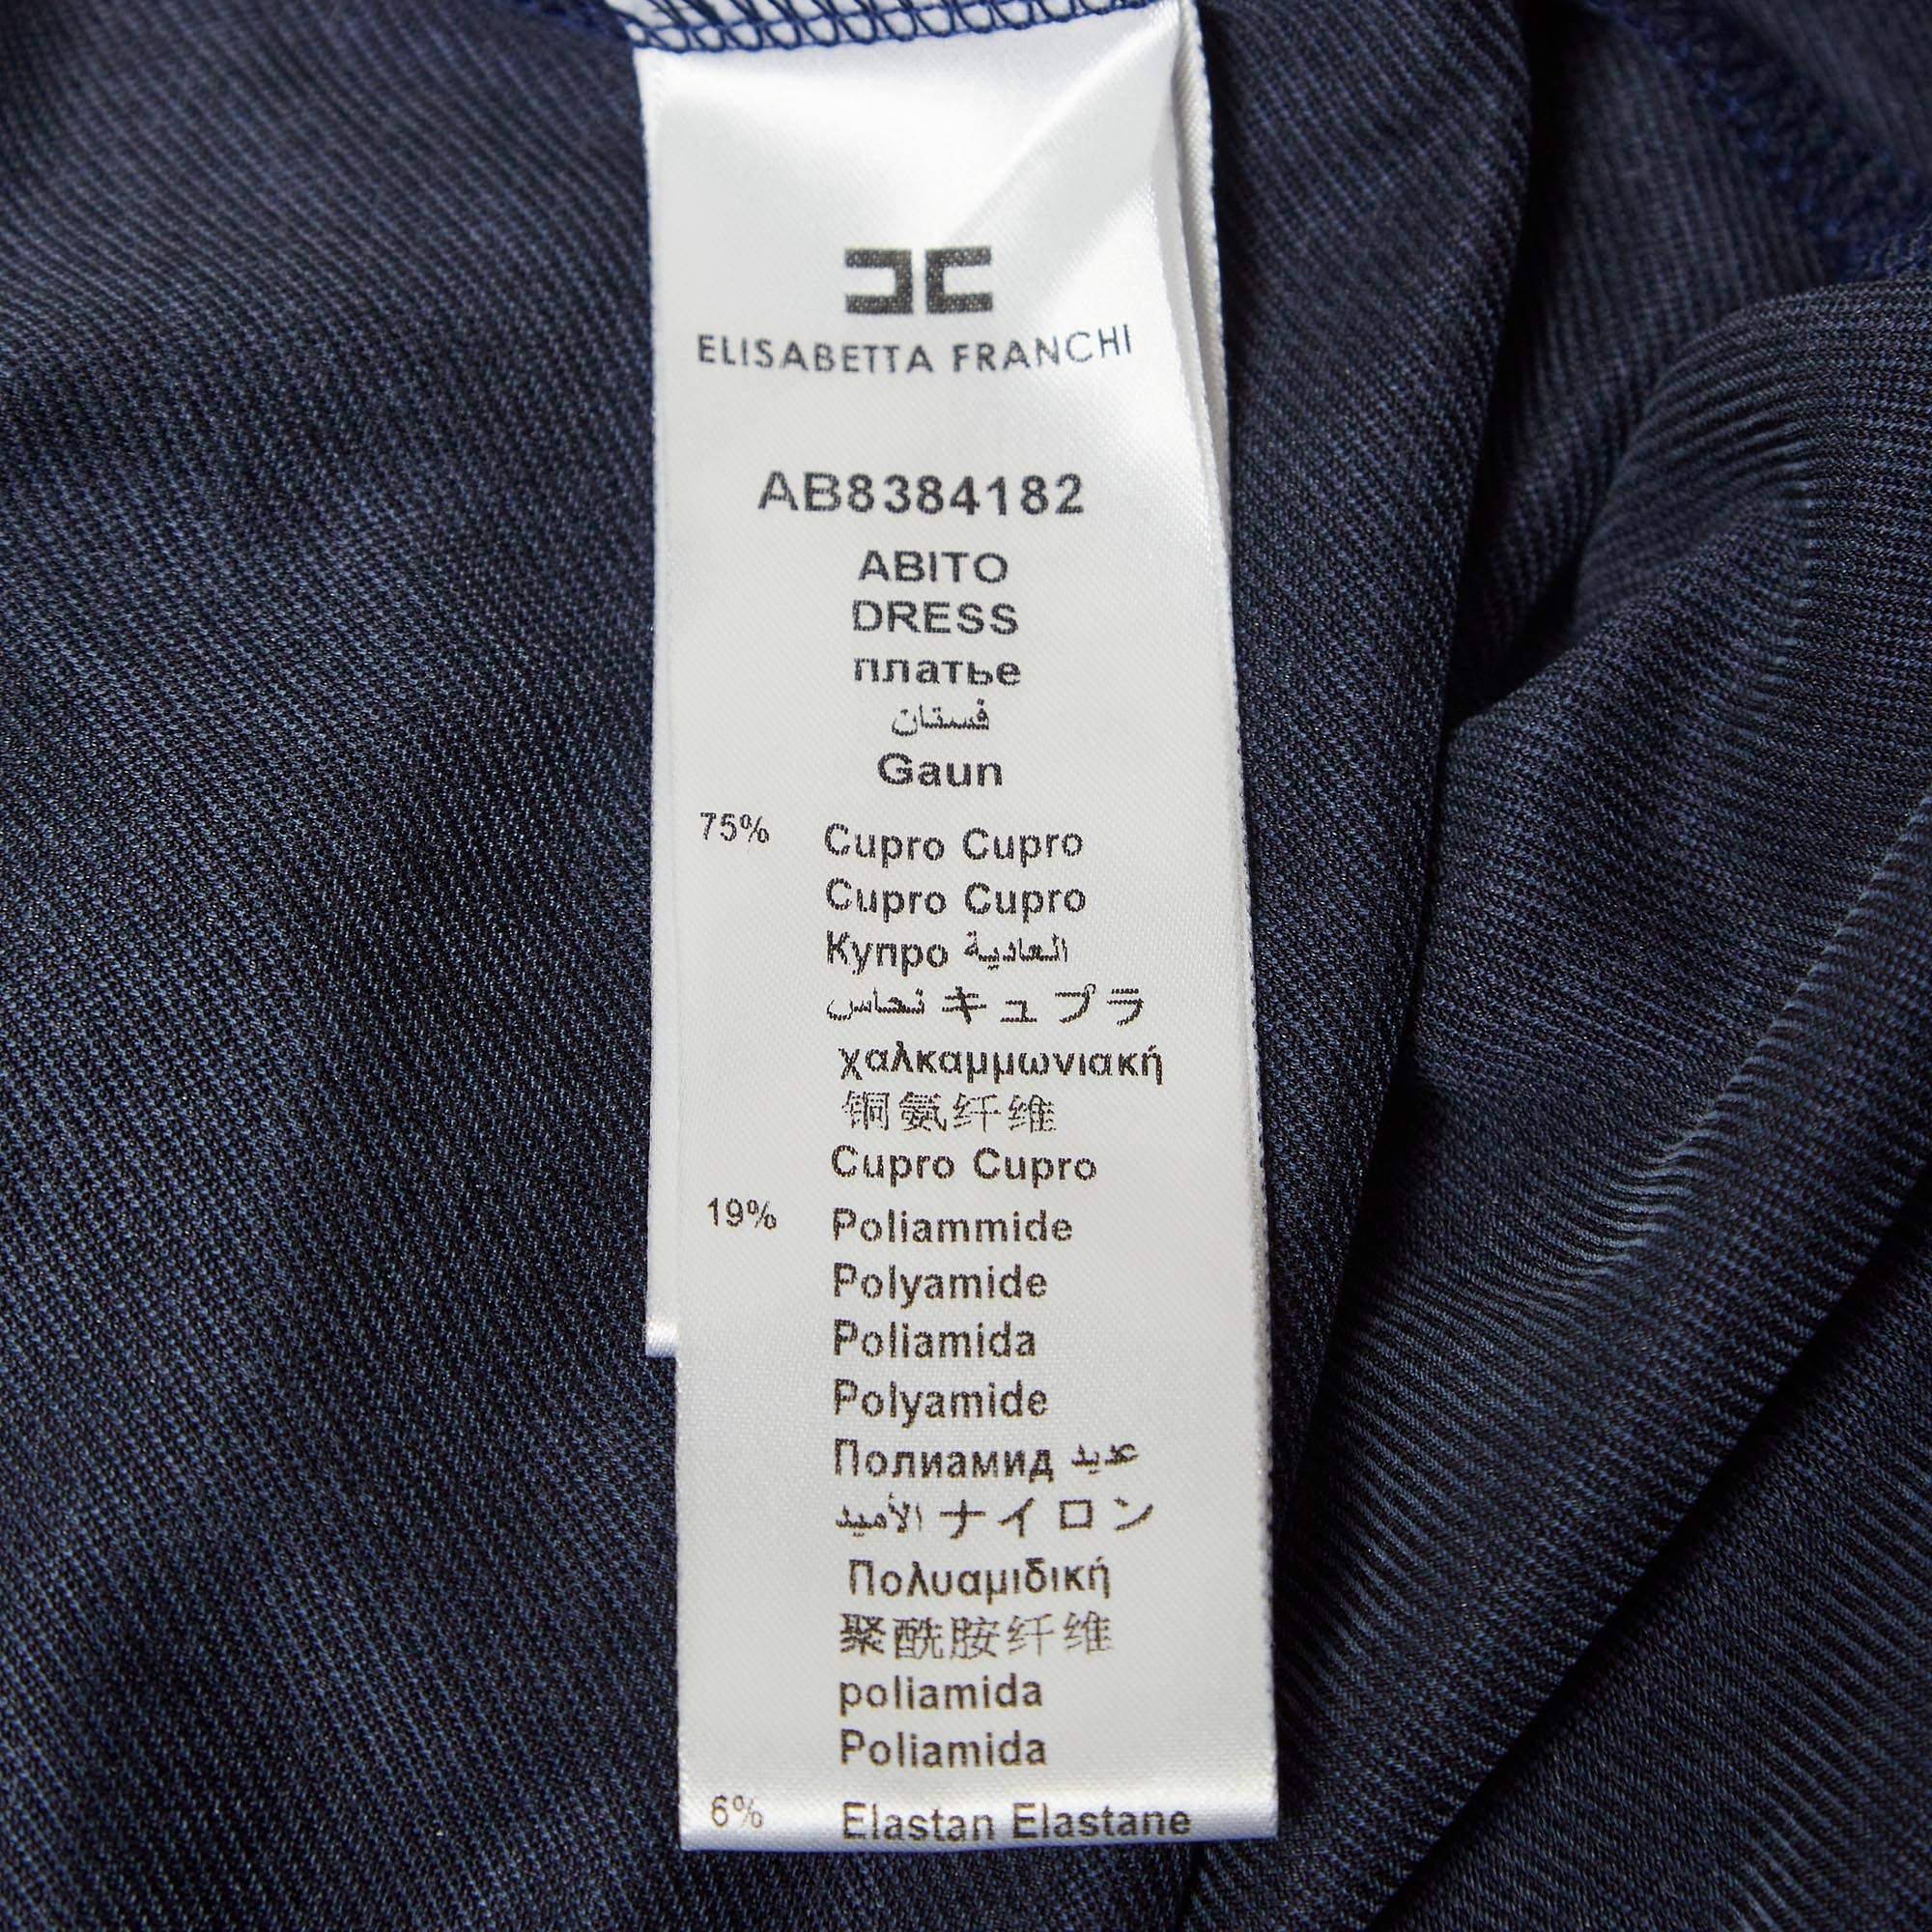 ELISABETTA FRANCHI
AB8384182
ABITO
DRESS
платье
فستان
Gaun
75% Cupro Cupro
Cupro Cupro
Купро العادية
نحاس キュプラ
χαλκαμμωνιακή
铜氨纤维
Cupro Cupro
19% Poliammide
Polyamide
Poliamida
Polyamide
Полиамид عديد
الأميد ナイロン
Πολυαμιδική
聚酰胺纤维
poliamida
Poliamida
6% Elastan Elastane